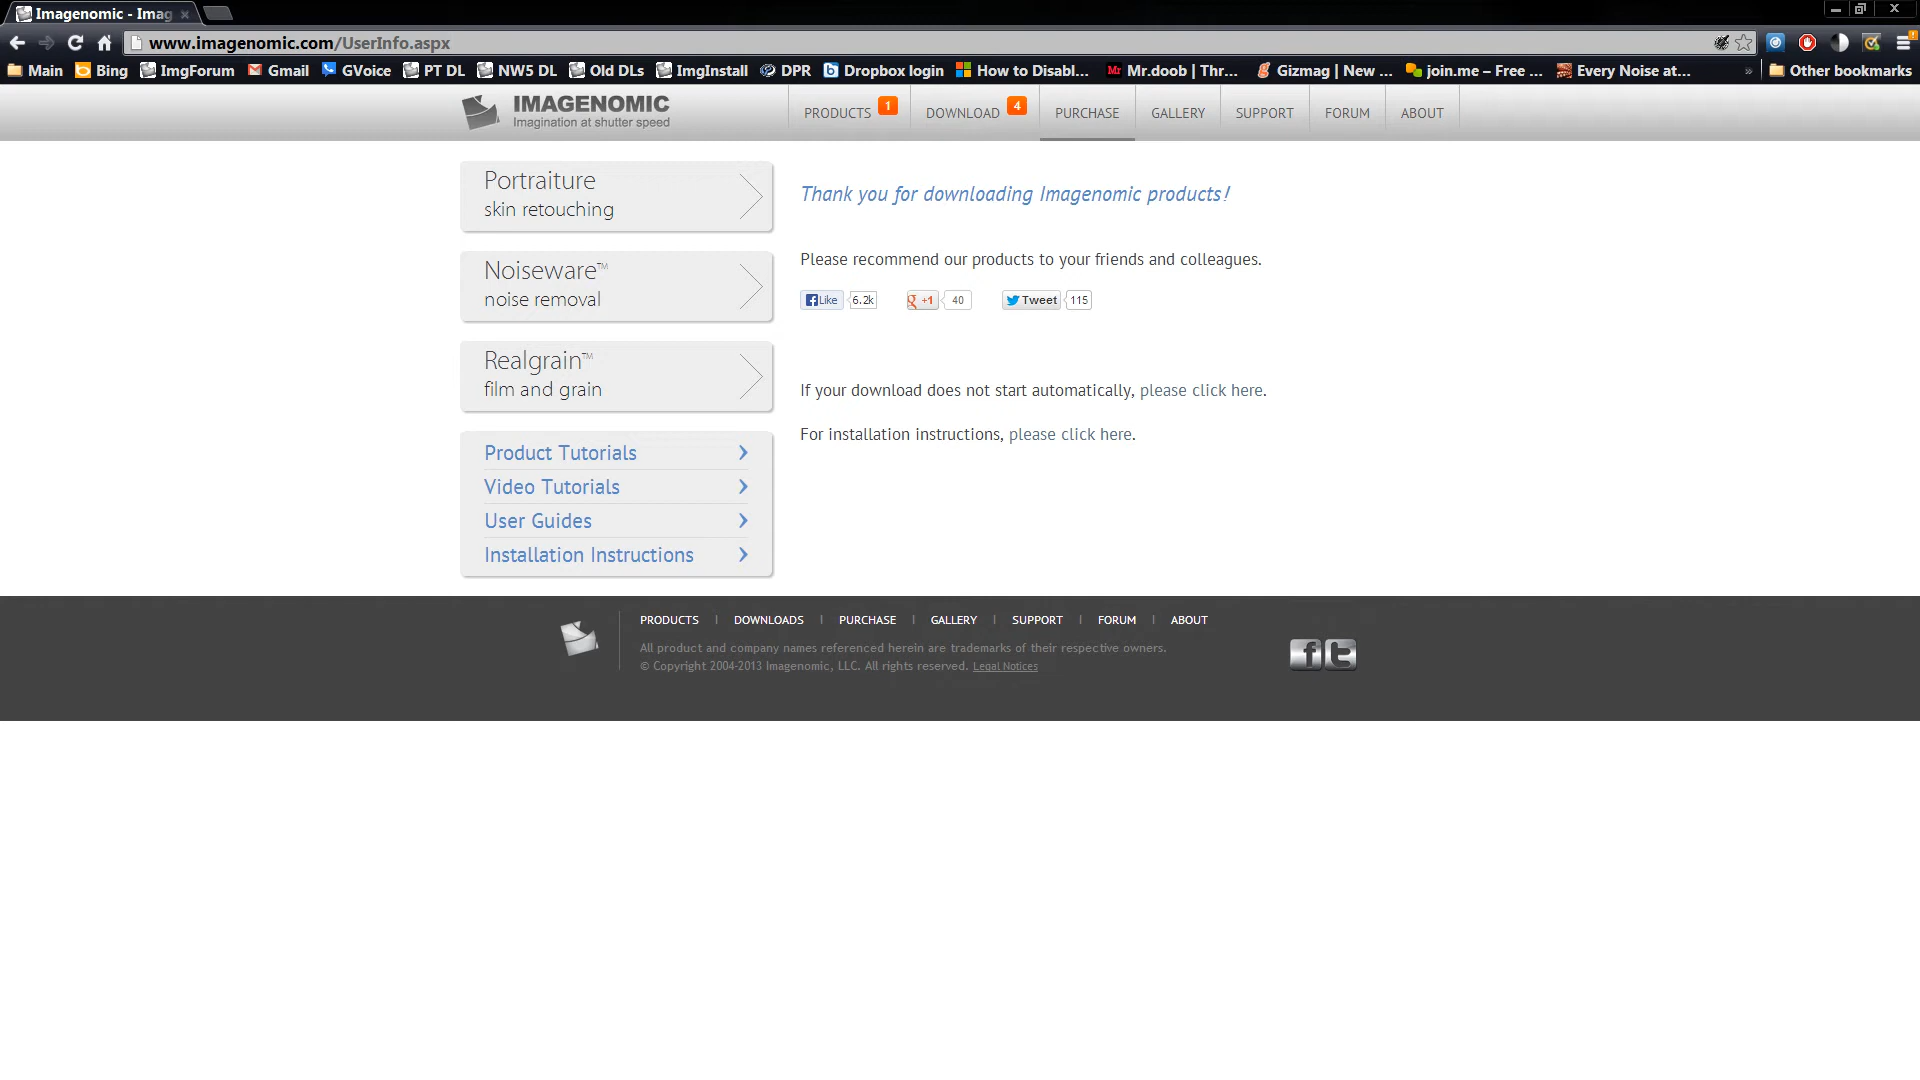 Imagenomic - Imag
www.imagenomic.com/UserInfo.aspx
Main Bing ImgForum Gmail GVoice PT DL NW5 DL Old DLs ImgInstall DPR Dropbox login How to Disabl... Mr.doob | Thr... Gizmag | New ... join.me – Free ... Every Noise at... » Other bookmarks
IMAGENOMIC
Imagination at shutter speed
PRODUCTS 1 DOWNLOAD 4 PURCHASE GALLERY SUPPORT FORUM ABOUT
Portraiture
skin retouching
Noiseware™
noise removal
Realgrain™
film and grain
Product Tutorials
Video Tutorials
User Guides
Installation Instructions
Thank you for downloading Imagenomic products!
Please recommend our products to your friends and colleagues.
Like 6.2k +1 40 Tweet 115
If your download does not start automatically, please click here.
For installation instructions, please click here.
PRODUCTS | DOWNLOADS | PURCHASE | GALLERY | SUPPORT | FORUM | ABOUT
All product and company names referenced herein are trademarks of their respective owners.
© Copyright 2004-2013 Imagenomic, LLC. All rights reserved. Legal Notices